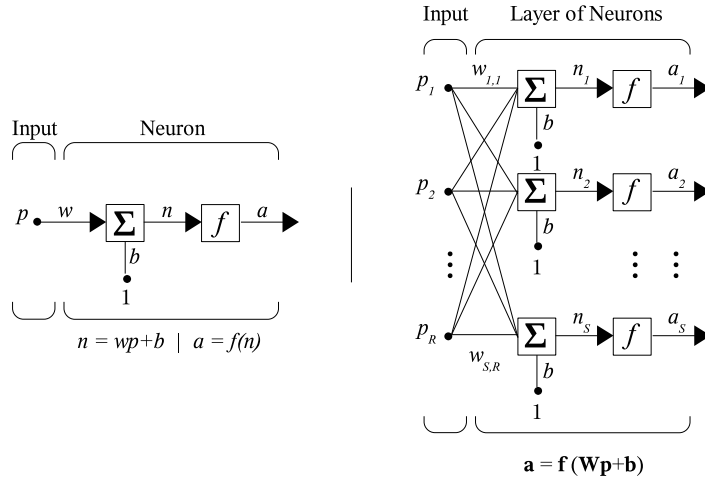 Input Neuron
p w Σ n f a
b
1
n = wp+b | a = f(n)
Input Layer of Neurons
p1 w1,1 Σ n1 f a1
b
1
p2 Σ n2 f a2
b
1
pR wS,R Σ nS f aS
b
1
a = f (Wp+b)